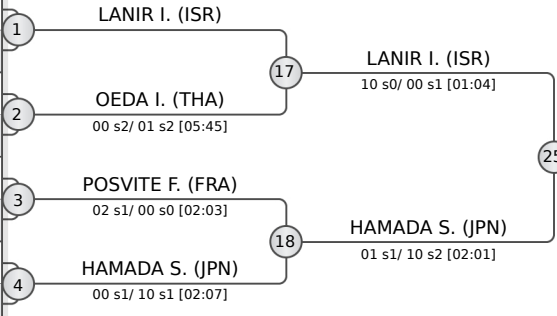 LANIR I. (ISR)
1
17
LANIR I. (ISR)
10 s0/ 00 s1 [01:04]
OEDA I. (THA)
2
00 s2/ 01 s2 [05:45]
25
POSVITE F. (FRA)
3
02 s1/ 00 s0 [02:03]
18
HAMADA S. (JPN)
01 s1/ 10 s2 [02:01]
HAMADA S. (JPN)
4
00 s1/ 10 s1 [02:07]